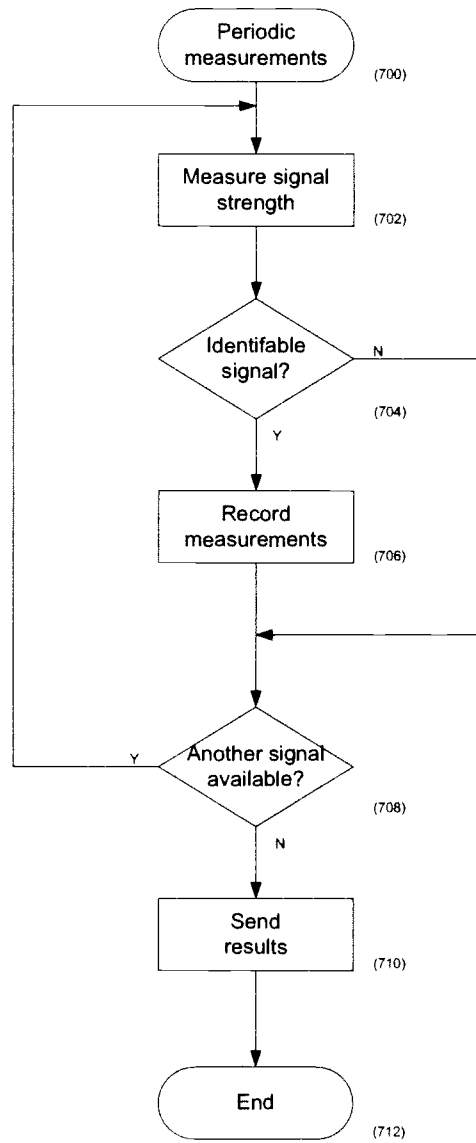 Periodic
measurements
(700)
Measure signal
strength
(702)
Identifable
signal?
N
(704)
Y
Record
measurements
(706)
Another signal
available?
Y
(708)
N
Send
results
(710)
End
(712)